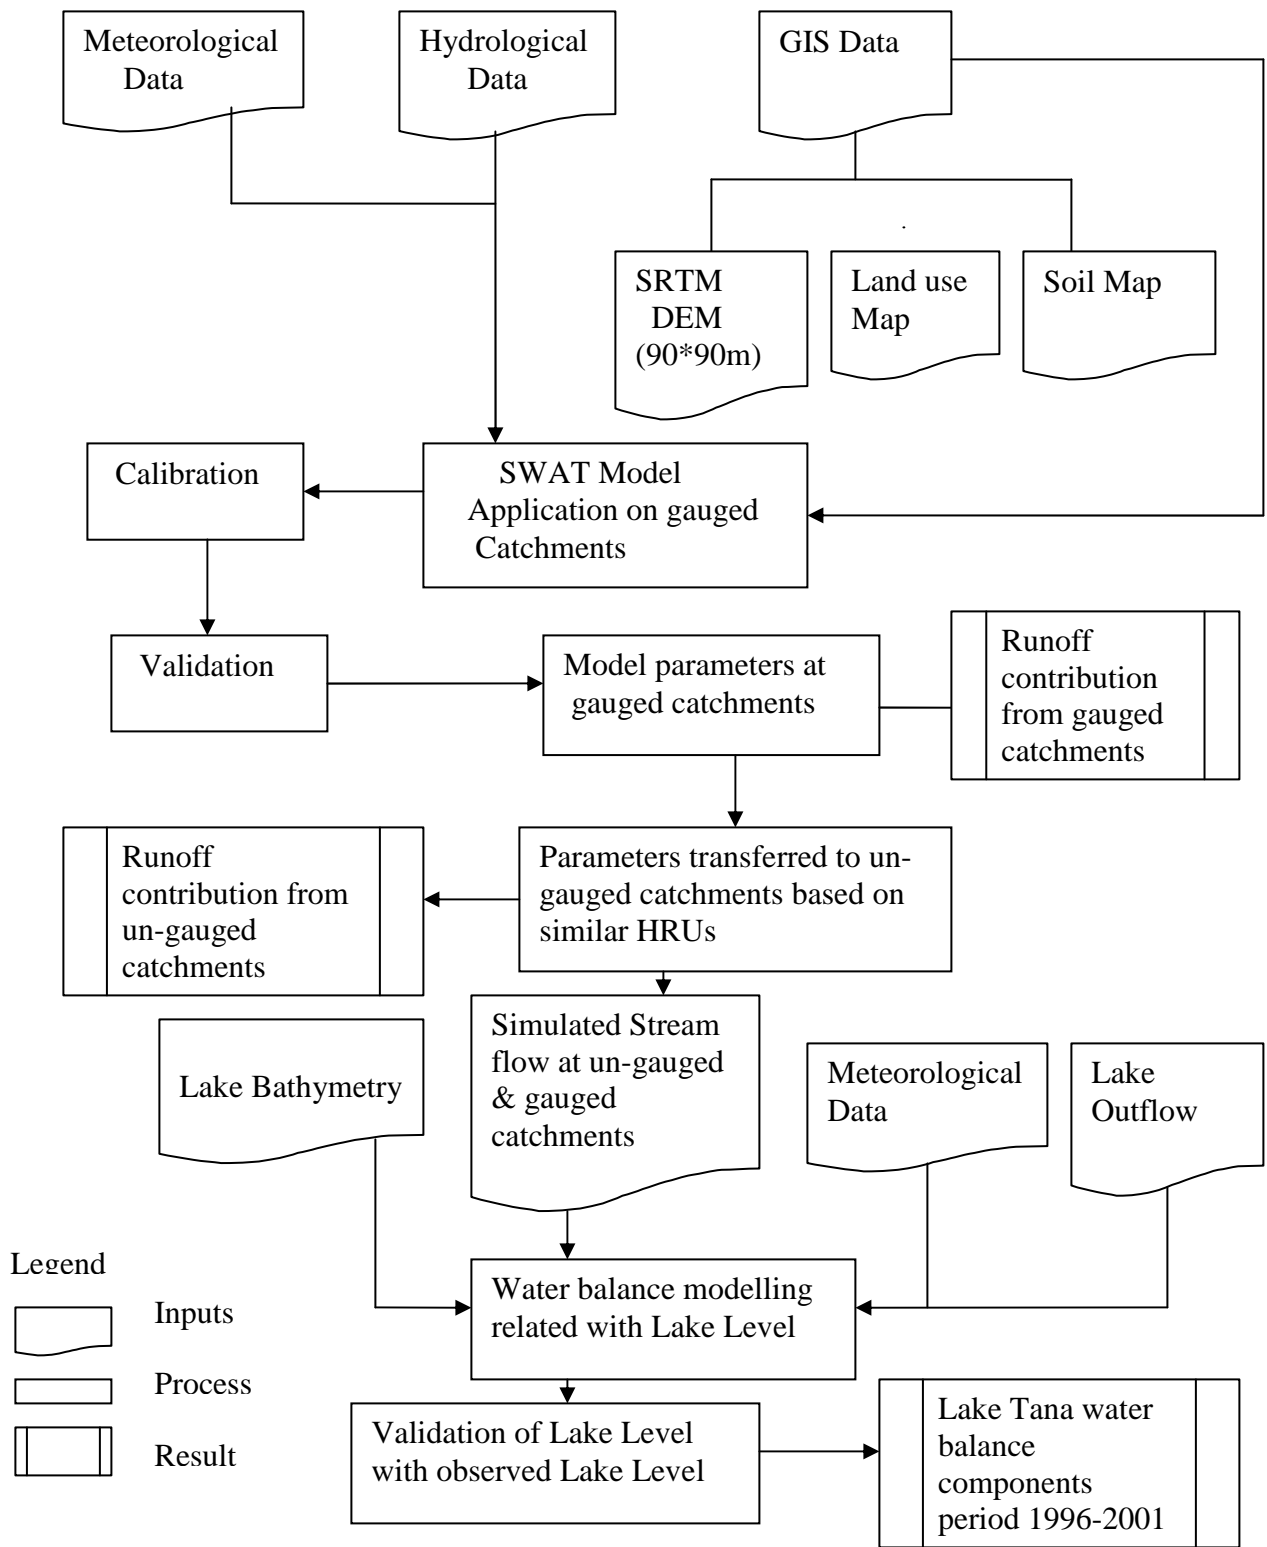 Meteorological
Data
Hydrological
Data
GIS Data
SRTM
DEM
(90*90m)
Land use
Map
Soil Map
Calibration
SWAT Model
Application on gauged
Catchments
Validation
Model parameters at
gauged catchments
Runoff
contribution
from gauged
catchments
Runoff
contribution from
un-gauged
catchments
Parameters transferred to un-
gauged catchments based on
similar HRUs
Lake Bathymetry
Simulated Stream
flow at un-gauged
& gauged
catchments
Meteorological
Data
Lake
Outflow
Legend
Inputs
Process
Result
Water balance modelling
related with Lake Level
Validation of Lake Level
with observed Lake Level
Lake Tana water
balance
components
period 1996-2001